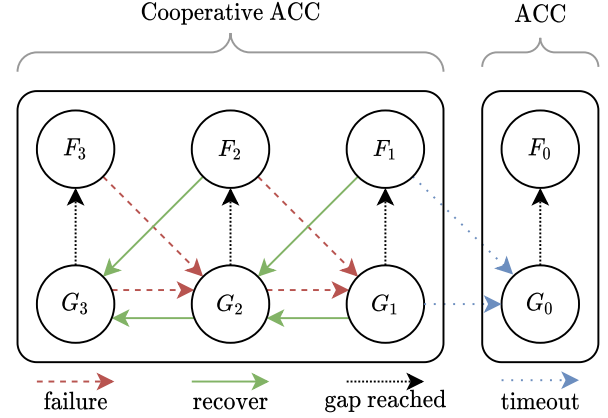 Cooperative ACC
ACC
F₃ F₂ F₁ F₀
G₃ G₂ G₁ G₀
failure recover gap reached timeout